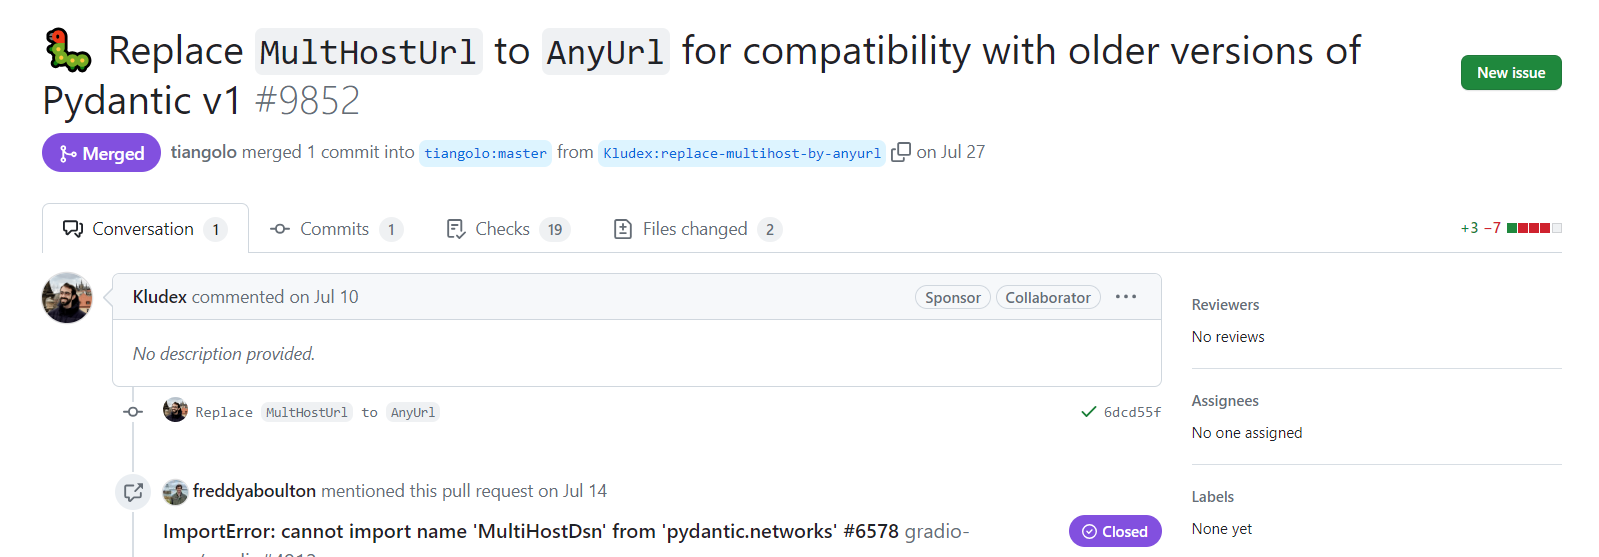 Replace MultHostUrl to AnyUrl for compatibility with older versions of
Pydantic v1 #9852
New issue
Merged tiangolo merged 1 commit into tiangolo:master from Kludex:replace-multihost-by-anyurl on Jul 27
Conversation 1 Commits 1 Checks 19 Files changed 2 +3 −7
Kludex commented on Jul 10 Sponsor Collaborator ...
No description provided.
Replace MultHostUrl to AnyUrl 6dcd55f
freddyaboulton mentioned this pull request on Jul 14
ImportError: cannot import name 'MultiHostDsn' from 'pydantic.networks' #6578 gradio-
Closed
Reviewers
No reviews
Assignees
No one assigned
Labels
None yet